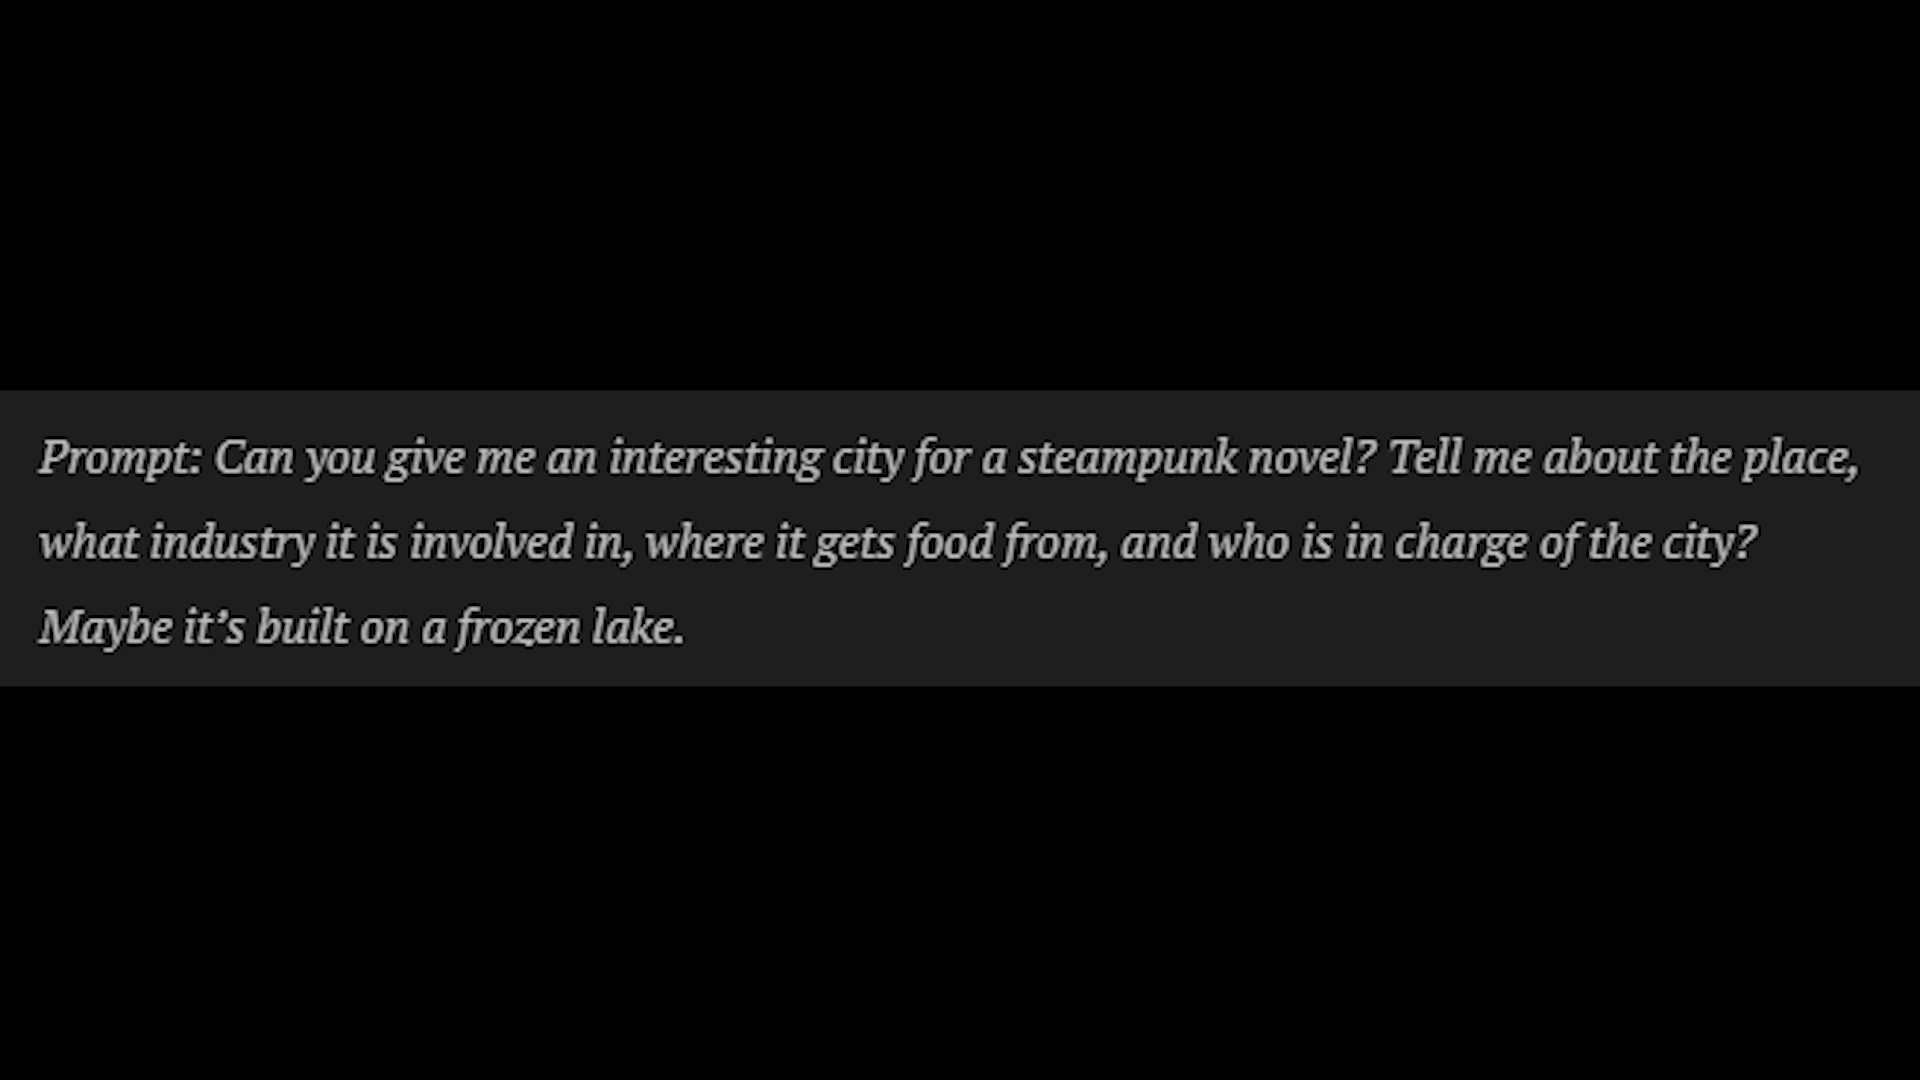 Prompt: Can you give me an interesting city for a steampunk novel? Tell me about the place,
what industry it is involved in, where it gets food from, and who is in charge of the city?
Maybe it’s built on a frozen lake.